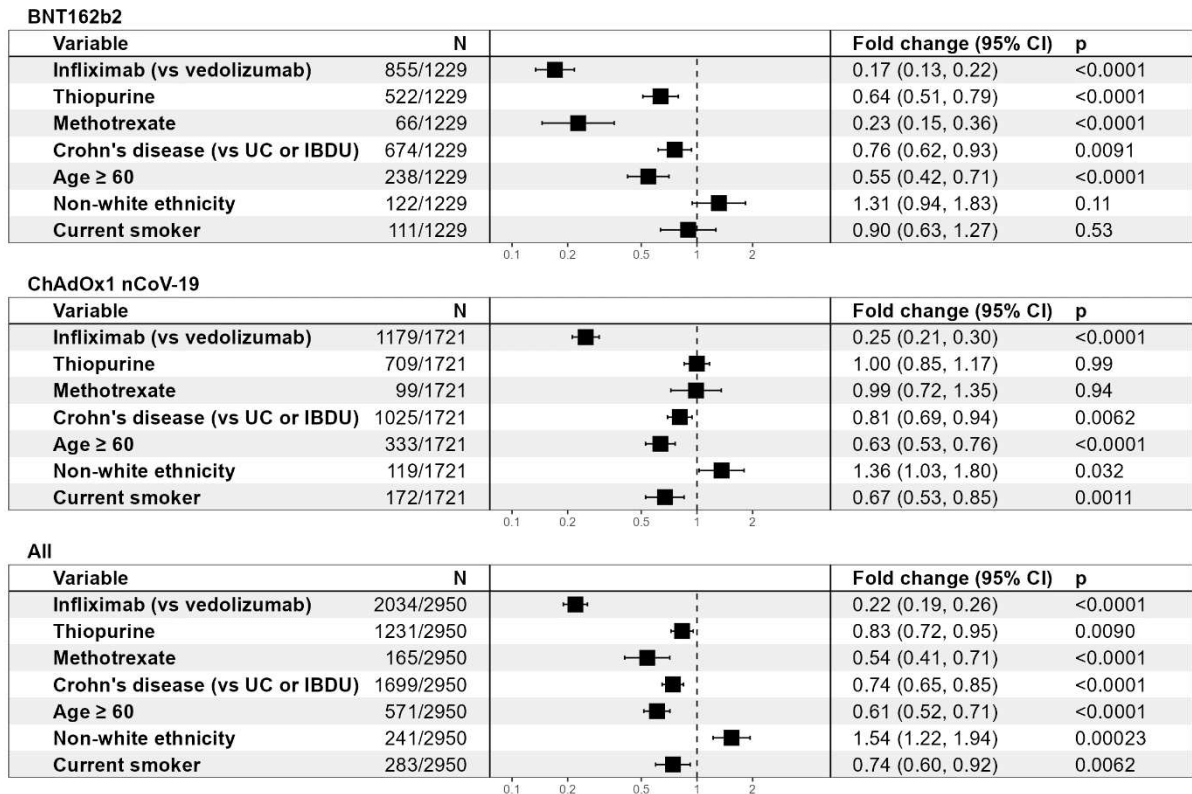 BNT162b2
Variable N Fold change (95% CI) p
Infliximab (vs vedolizumab) 855/1229 0.17 (0.13, 0.22) <0.0001
Thiopurine 522/1229 0.64 (0.51, 0.79) <0.0001
Methotrexate 66/1229 0.23 (0.15, 0.36) <0.0001
Crohn's disease (vs UC or IBDU) 674/1229 0.76 (0.62, 0.93) 0.0091
Age ≥ 60 238/1229 0.55 (0.42, 0.71) <0.0001
Non-white ethnicity 122/1229 1.31 (0.94, 1.83) 0.11
Current smoker 111/1229 0.90 (0.63, 1.27) 0.53
0.1 0.2 0.5 1 2
ChAdOx1 nCoV-19
Variable N Fold change (95% CI) p
Infliximab (vs vedolizumab) 1179/1721 0.25 (0.21, 0.30) <0.0001
Thiopurine 709/1721 1.00 (0.85, 1.17) 0.99
Methotrexate 99/1721 0.99 (0.72, 1.35) 0.94
Crohn's disease (vs UC or IBDU) 1025/1721 0.81 (0.69, 0.94) 0.0062
Age ≥ 60 333/1721 0.63 (0.53, 0.76) <0.0001
Non-white ethnicity 119/1721 1.36 (1.03, 1.80) 0.032
Current smoker 172/1721 0.67 (0.53, 0.85) 0.0011
0.1 0.2 0.5 1 2
All
Variable N Fold change (95% CI) p
Infliximab (vs vedolizumab) 2034/2950 0.22 (0.19, 0.26) <0.0001
Thiopurine 1231/2950 0.83 (0.72, 0.95) 0.0090
Methotrexate 165/2950 0.54 (0.41, 0.71) <0.0001
Crohn's disease (vs UC or IBDU) 1699/2950 0.74 (0.65, 0.85) <0.0001
Age ≥ 60 571/2950 0.61 (0.52, 0.71) <0.0001
Non-white ethnicity 241/2950 1.54 (1.22, 1.94) 0.00023
Current smoker 283/2950 0.74 (0.60, 0.92) 0.0062
0.1 0.2 0.5 1 2